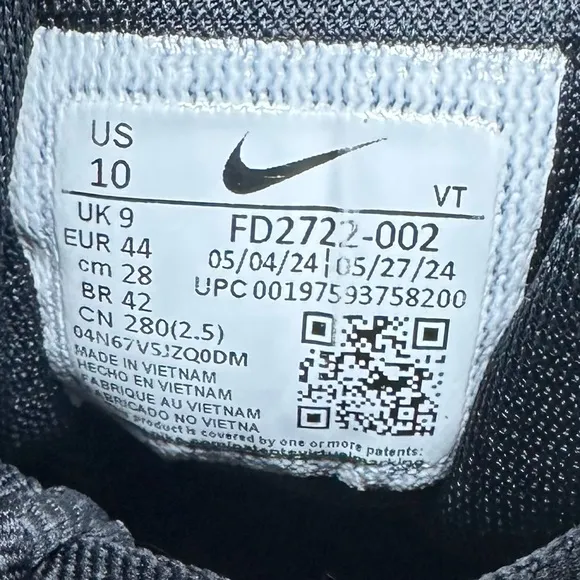 US
10
VT
UK 9
EUR 44
cm 28
BR 42
CN 280(2.5)
04N67V5JZQ0DM
MADE IN VIETNAM
HECHO EN VIETNAM
FABRIQUE AU VIETNAM
FABRICADO NO VIETNA
FD2722-002
05/04/24 | 05/27/24
UPC 00197593758200
product is covered by one or more patents: